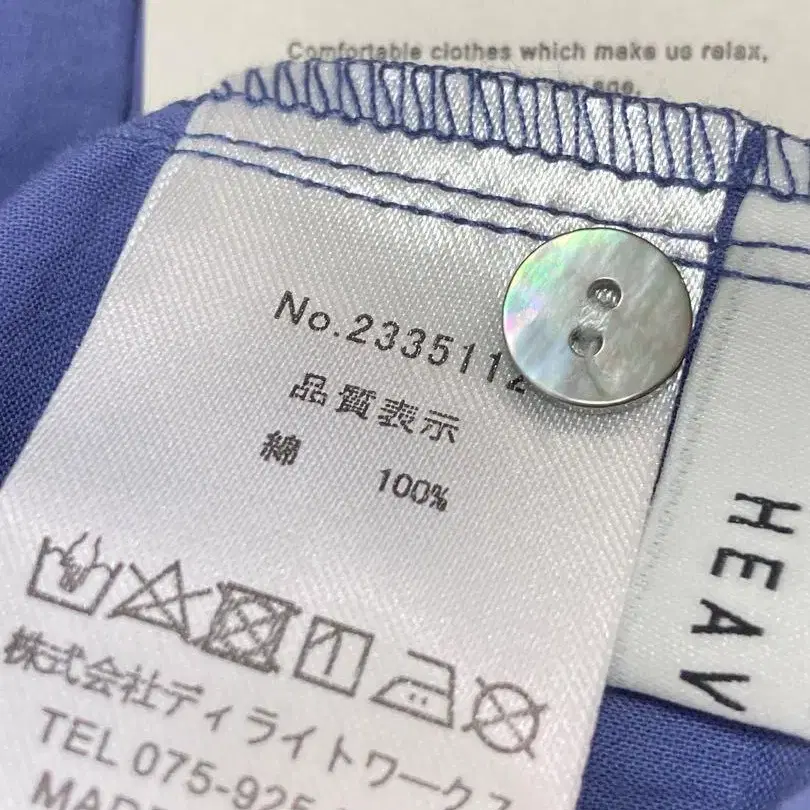 Comfortable clothes which make us relax,
No.2335112
品質表示
綿 100%
株式会社ディライトワークス
TEL 075-925
MADE
HEAV